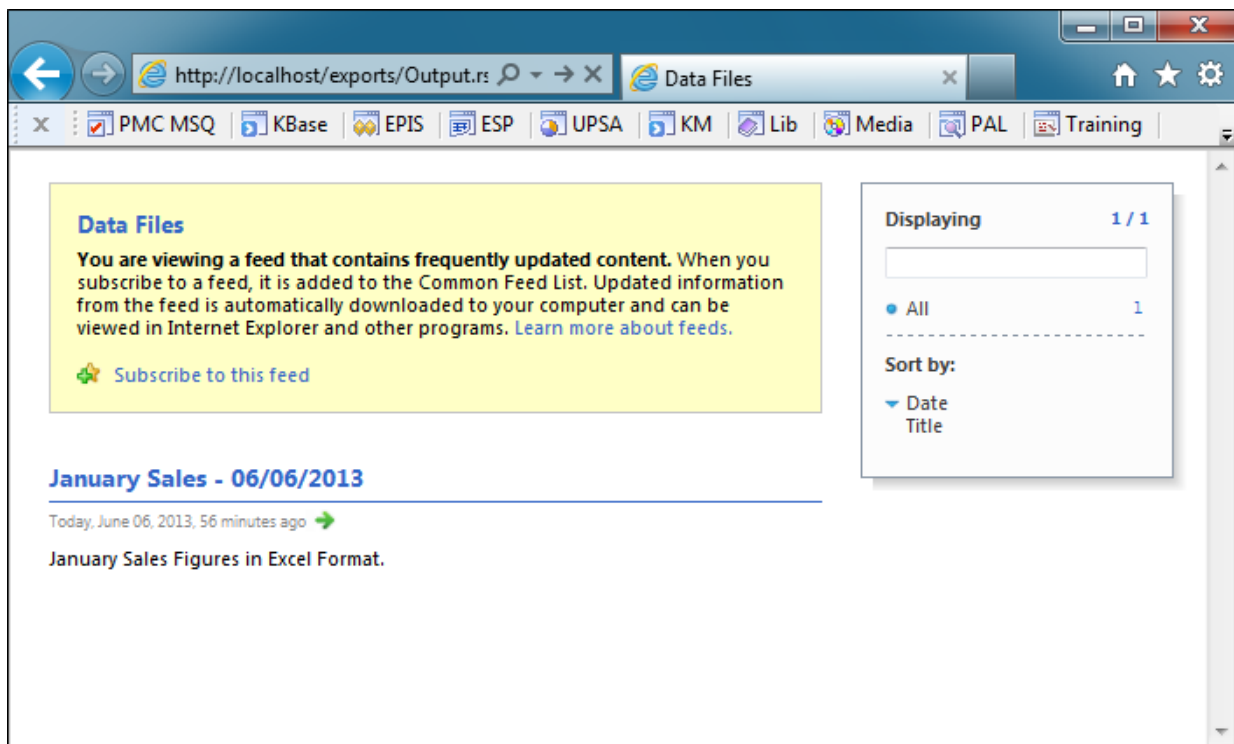 http://localhost/exports/Output.rs
Data Files
x PMC MSQ KBase EPIS ESP UPSA KM Lib Media PAL Training
Data Files
You are viewing a feed that contains frequently updated content. When you
subscribe to a feed, it is added to the Common Feed List. Updated information
from the feed is automatically downloaded to your computer and can be
viewed in Internet Explorer and other programs. Learn more about feeds.
Subscribe to this feed
January Sales - 06/06/2013
Today, June 06, 2013, 56 minutes ago
January Sales Figures in Excel Format.
Displaying 1 / 1
All 1
Sort by:
Date
Title